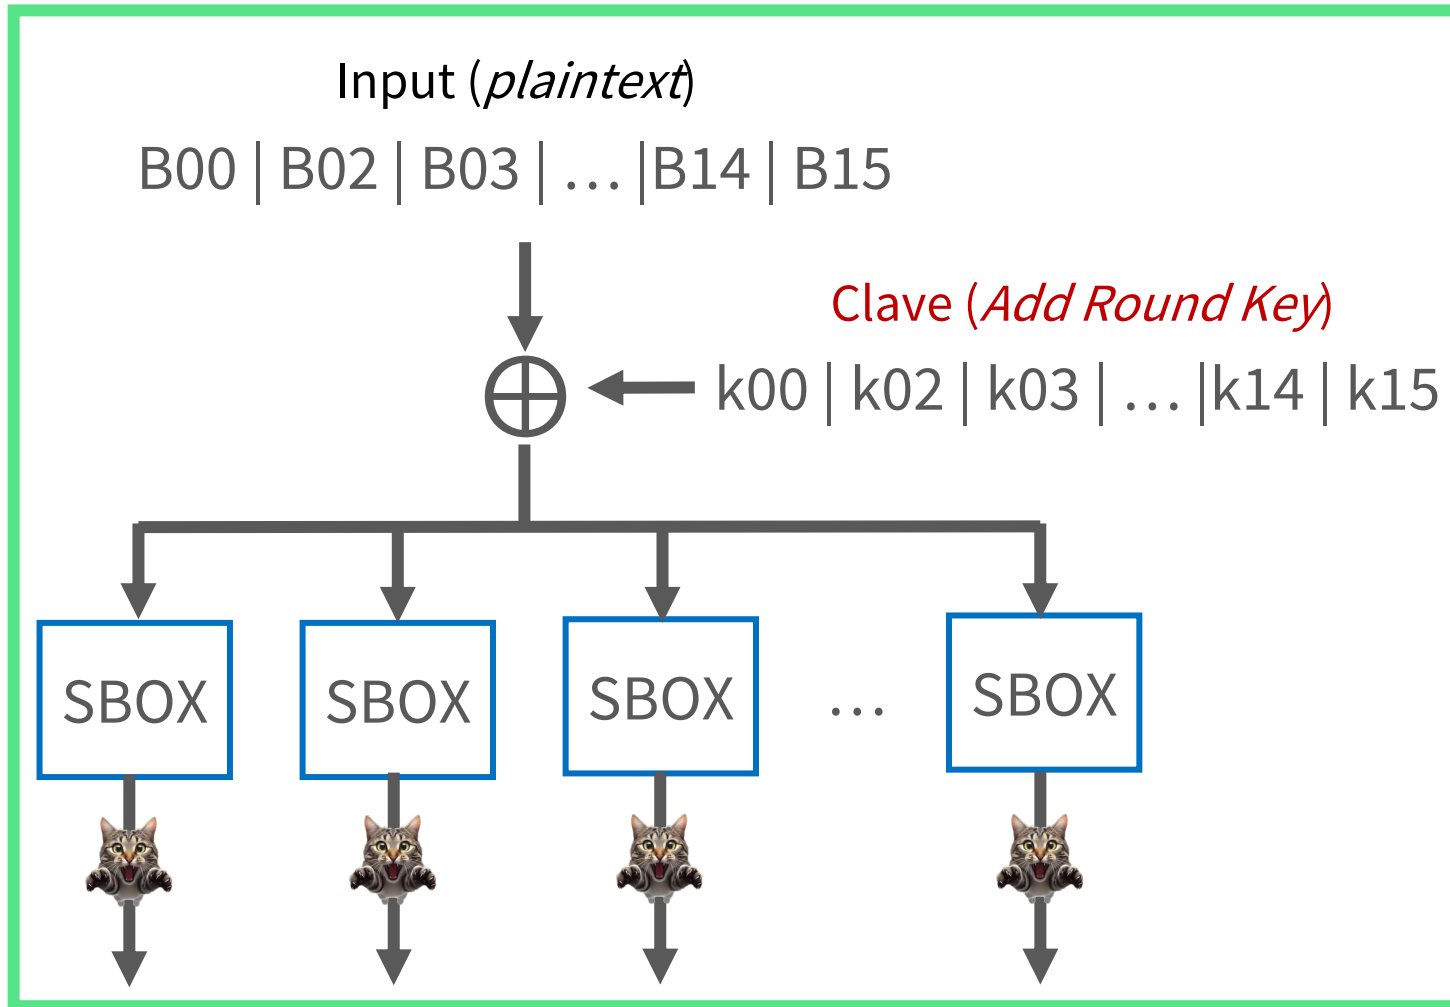 Input (plaintext)
B00 | B02 | B03 | … |B14 | B15
Clave (Add Round Key)
k00 | k02 | k03 | … |k14 | k15
SBOX SBOX SBOX … SBOX